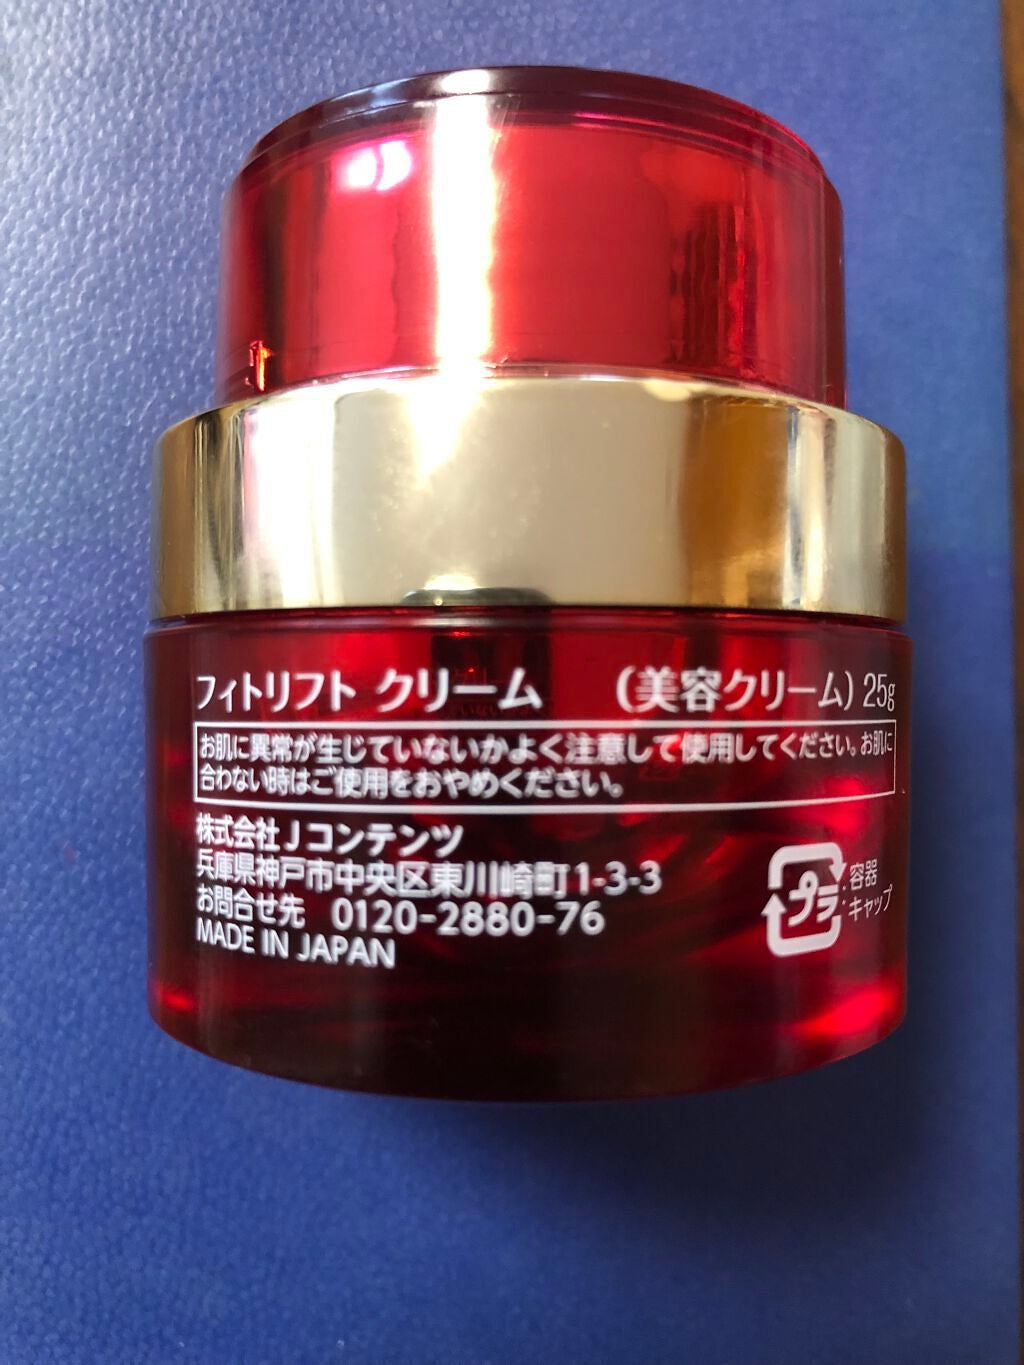 フィトリフト クリーム （美容クリーム）25g
お肌に異常が生じていないかよく注意して使用してください。お肌に
合わない時はご使用をおやめください。
株式会社Jコンテンツ
兵庫県神戸市中央区東川崎町1-3-3
お問合せ先 0120-2880-76
MADE IN JAPAN
プラ
:容器
:キャップ